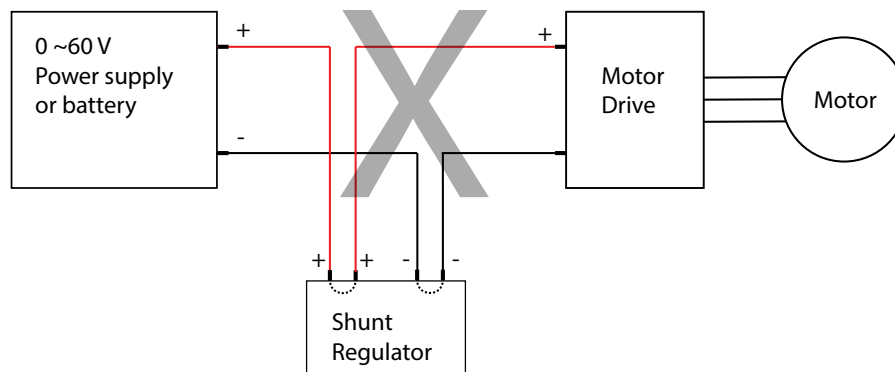 0 ~60 V
Power supply
or battery
+
-
+
Motor
Drive
Motor
+
+
-
-
Shunt
Regulator